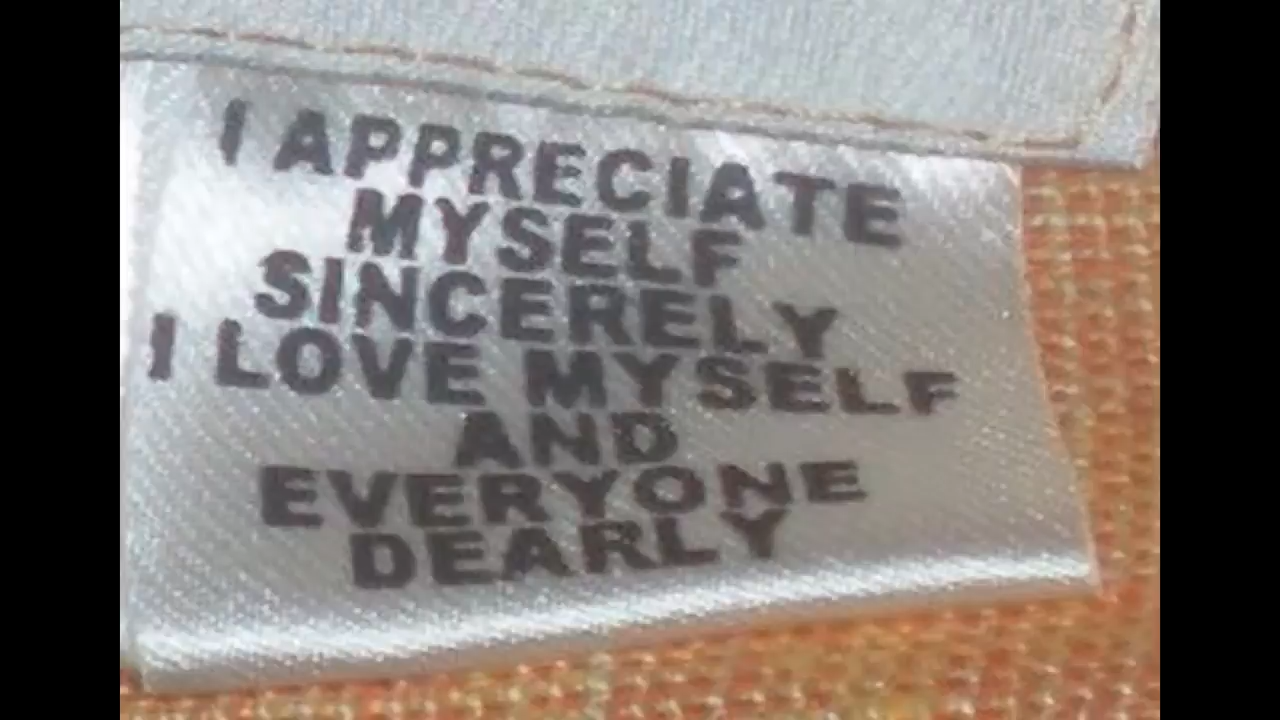 I APPRECIATE
MYSELF
SINCERELY
I LOVE MYSELF
AND
EVERYONE
DEARLY